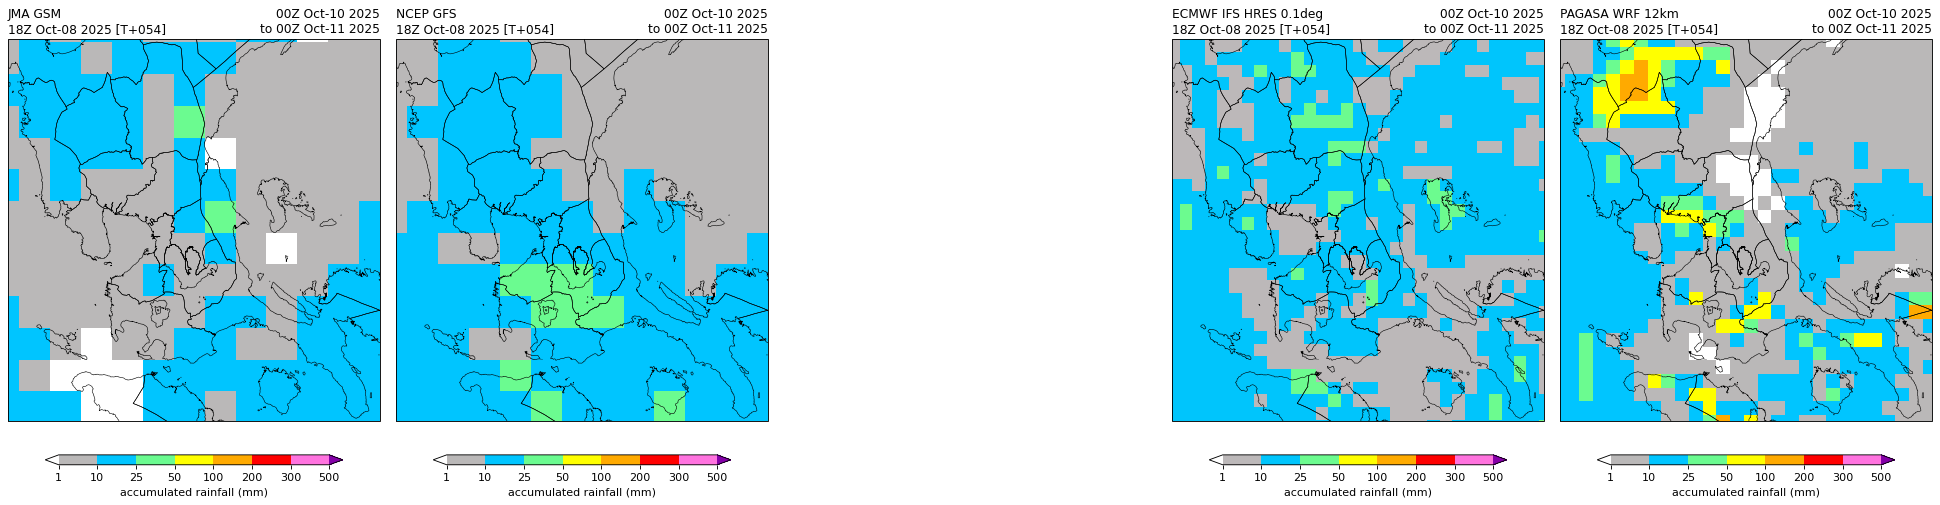 JMA GSM 00Z Oct-10 2025
18Z Oct-08 2025 [T+054] to 00Z Oct-11 2025
NCEP GFS 00Z Oct-10 2025
18Z Oct-08 2025 [T+054] to 00Z Oct-11 2025
ECMWF IFS HRES 0.1deg 00Z Oct-10 2025
18Z Oct-08 2025 [T+054] to 00Z Oct-11 2025
PAGASA WRF 12km 00Z Oct-10 2025
18Z Oct-08 2025 [T+054] to 00Z Oct-11 2025
1 10 25 50 100 200 300 500
accumulated rainfall (mm)
1 10 25 50 100 200 300 500
accumulated rainfall (mm)
1 10 25 50 100 200 300 500
accumulated rainfall (mm)
1 10 25 50 100 200 300 500
accumulated rainfall (mm)